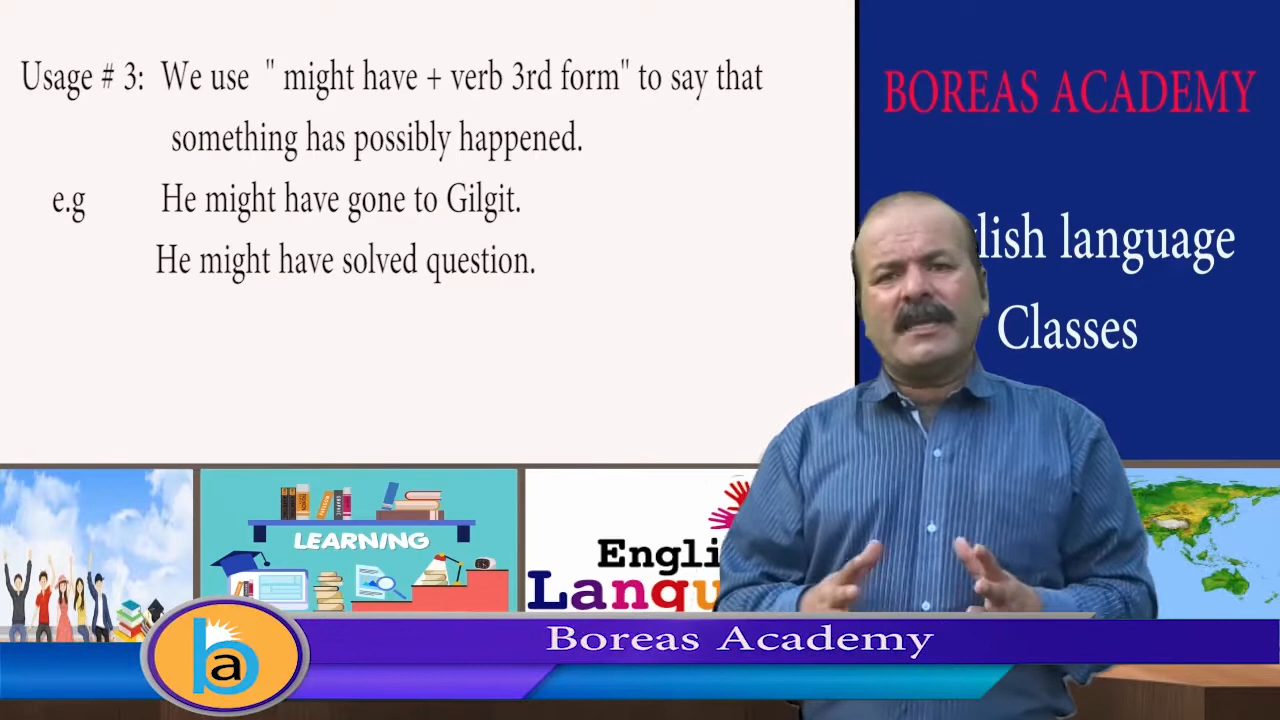 Usage # 3: We use " might have + verb 3rd form" to say that
something has possibly happened.
e.g He might have gone to Gilgit.
He might have solved question.
BOREAS ACADEMY
lish language
Classes
LEARNING
Engli
Langu
Boreas Academy
ba